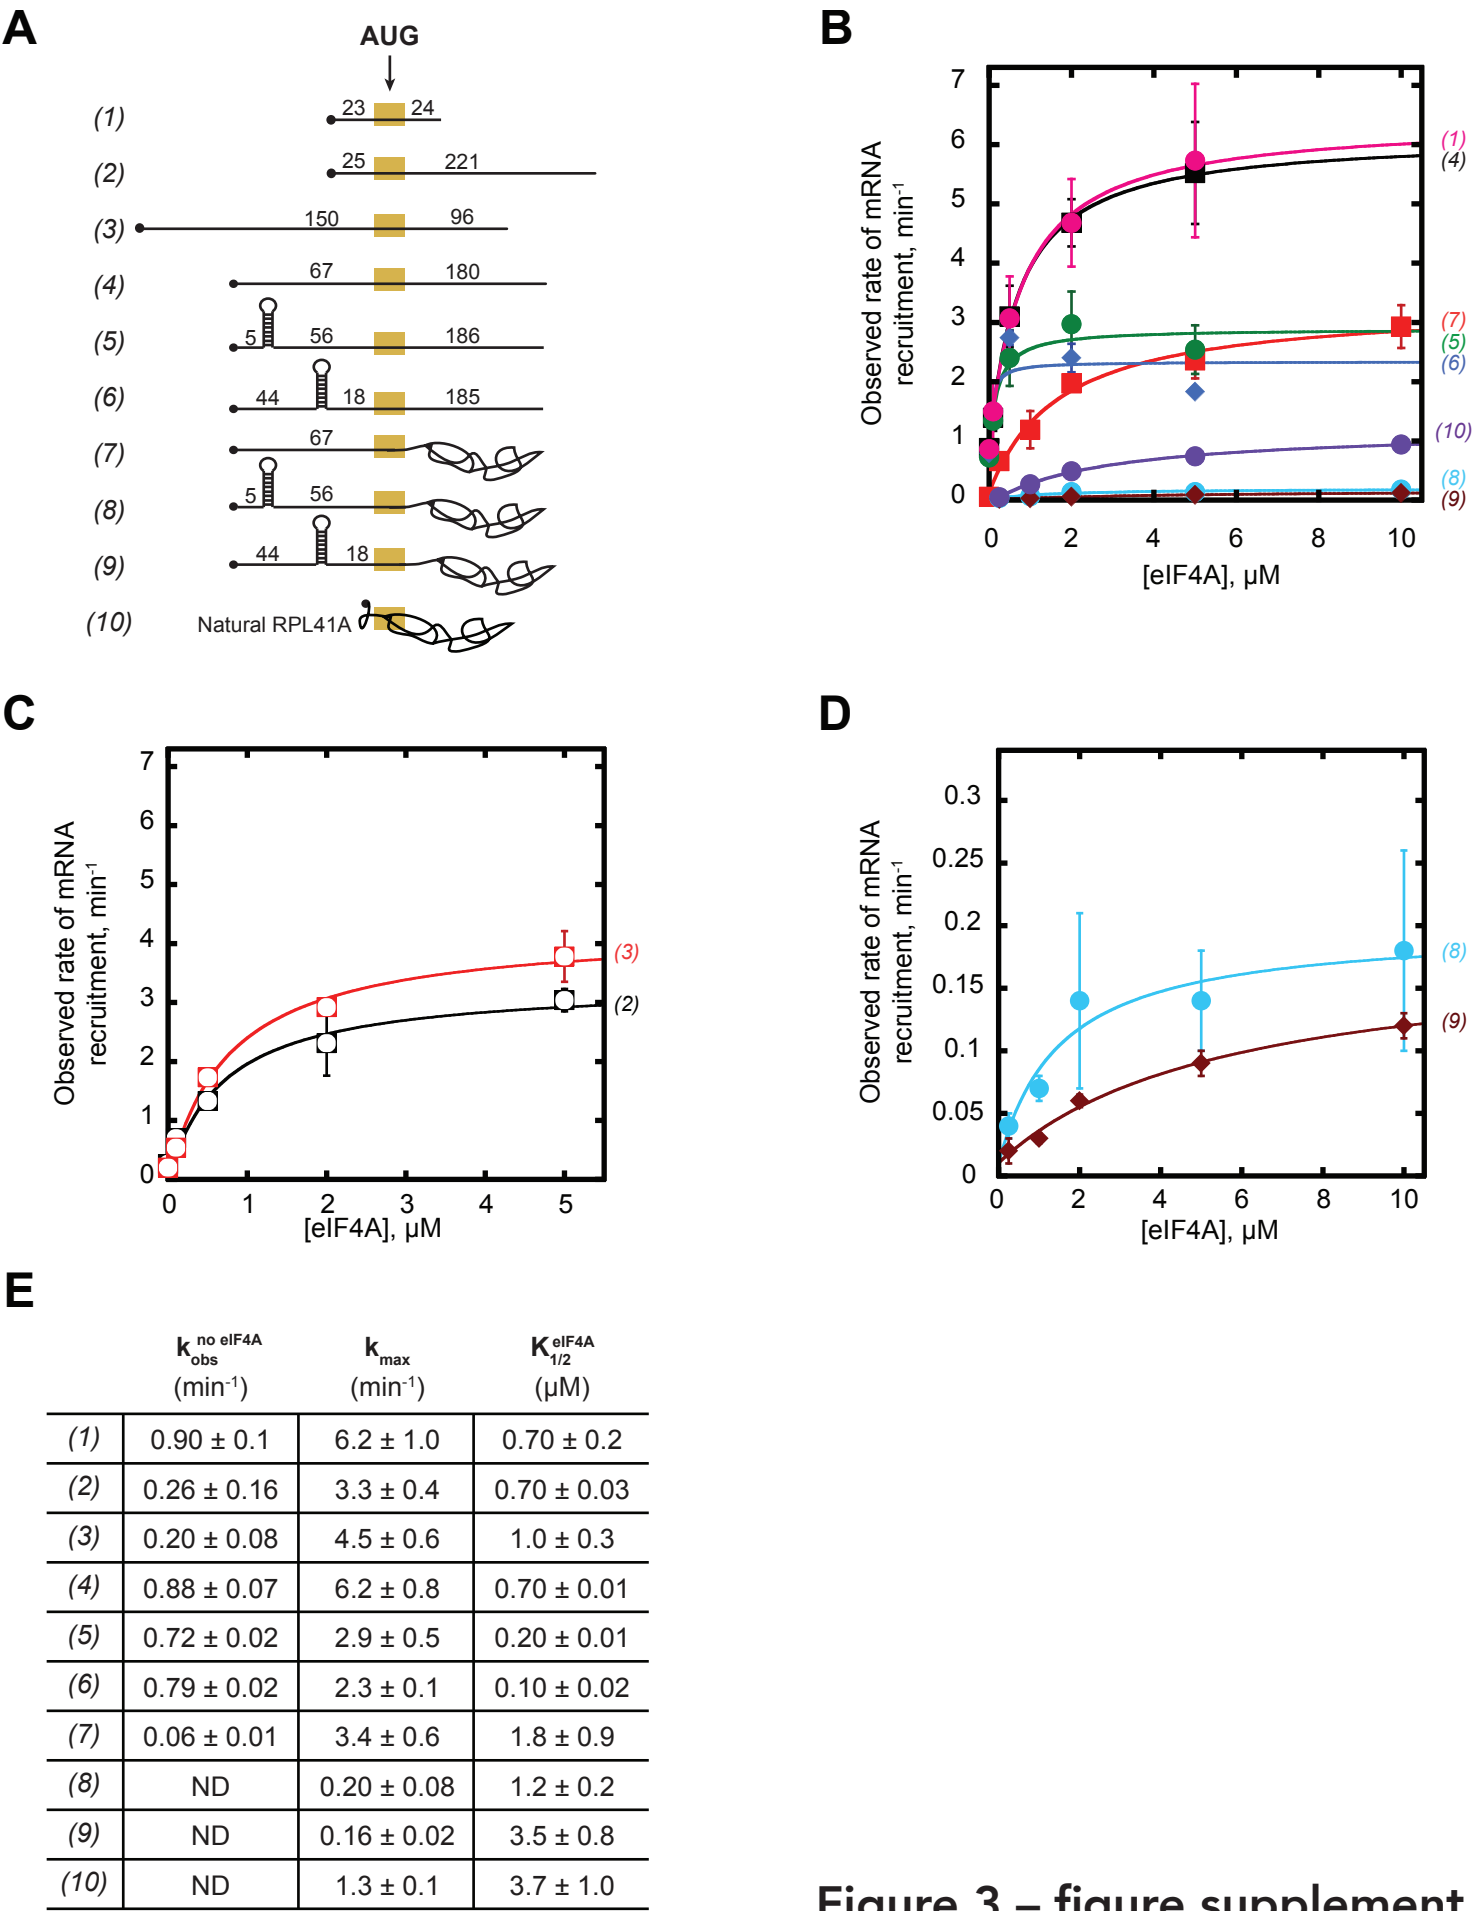 A
AUG
(1) 23 24
(2) 25 221
(3) 150 96
(4) 67 180
(5) 5 56 186
(6) 44 18 185
(7) 67
(8) 5 56
(9) 44 18
(10) Natural RPL41A
B
Observed rate of mRNA
recruitment, min-1
7
6
5
4
3
2
1
0
0 2 4 6 8 10
[eIF4A], µM
(1)
(4)
(7)
(5)
(6)
(10)
(8)
(9)
C
Observed rate of mRNA
recruitment, min-1
7
6
5
4
3
2
1
0
0 1 2 3 4 5
[eIF4A], µM
(3)
(2)
D
Observed rate of mRNA
recruitment, min-1
0.3
0.25
0.2
0.15
0.1
0.05
0
0 2 4 6 8 10
[eIF4A], µM
(8)
(9)
E
k obs no eIF4A k max K 1/2 eIF4A
(min-1) (min-1) (µM)
(1) 0.90 ± 0.1 6.2 ± 1.0 0.70 ± 0.2
(2) 0.26 ± 0.16 3.3 ± 0.4 0.70 ± 0.03
(3) 0.20 ± 0.08 4.5 ± 0.6 1.0 ± 0.3
(4) 0.88 ± 0.07 6.2 ± 0.8 0.70 ± 0.01
(5) 0.72 ± 0.02 2.9 ± 0.5 0.20 ± 0.01
(6) 0.79 ± 0.02 2.3 ± 0.1 0.10 ± 0.02
(7) 0.06 ± 0.01 3.4 ± 0.6 1.8 ± 0.9
(8) ND 0.20 ± 0.08 1.2 ± 0.2
(9) ND 0.16 ± 0.02 3.5 ± 0.8
(10) ND 1.3 ± 0.1 3.7 ± 1.0
Figure 3 – figure supplement